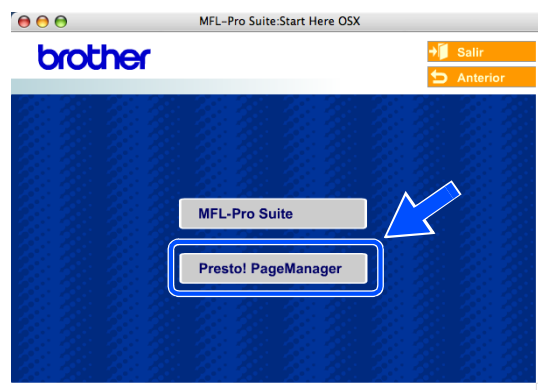 MFL-Pro Suite:Start Here OSX
brother
Salir
Anterior
MFL-Pro Suite
Presto! PageManager